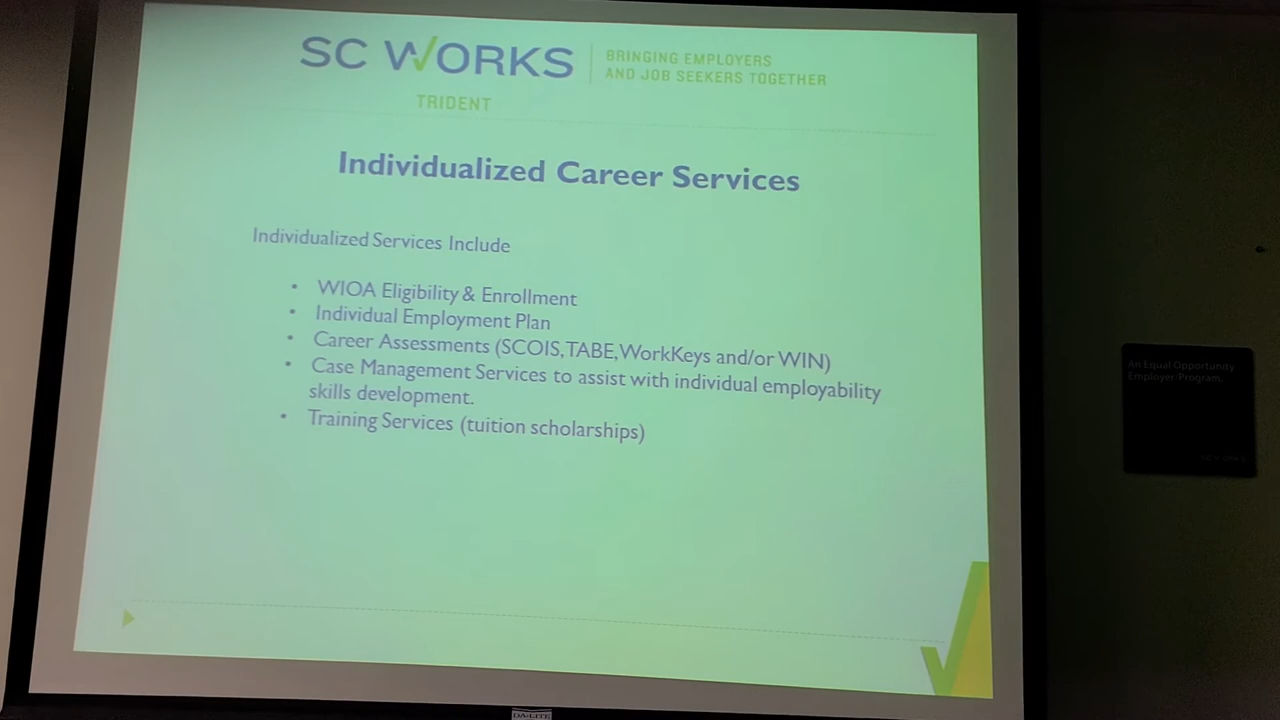 SC WORKS
BRINGING EMPLOYERS
AND JOB SEEKERS TOGETHER
TRIDENT
Individualized Career Services
Individualized Services Include
• WIOA Eligibility & Enrollment
• Individual Employment Plan
• Career Assessments (SCOIS,TABE,WorkKeys and/or WIN)
• Case Management Services to assist with individual employability
skills development.
• Training Services (tuition scholarships)
An Equal Opportunity
Employer/Program.
DA-LITE